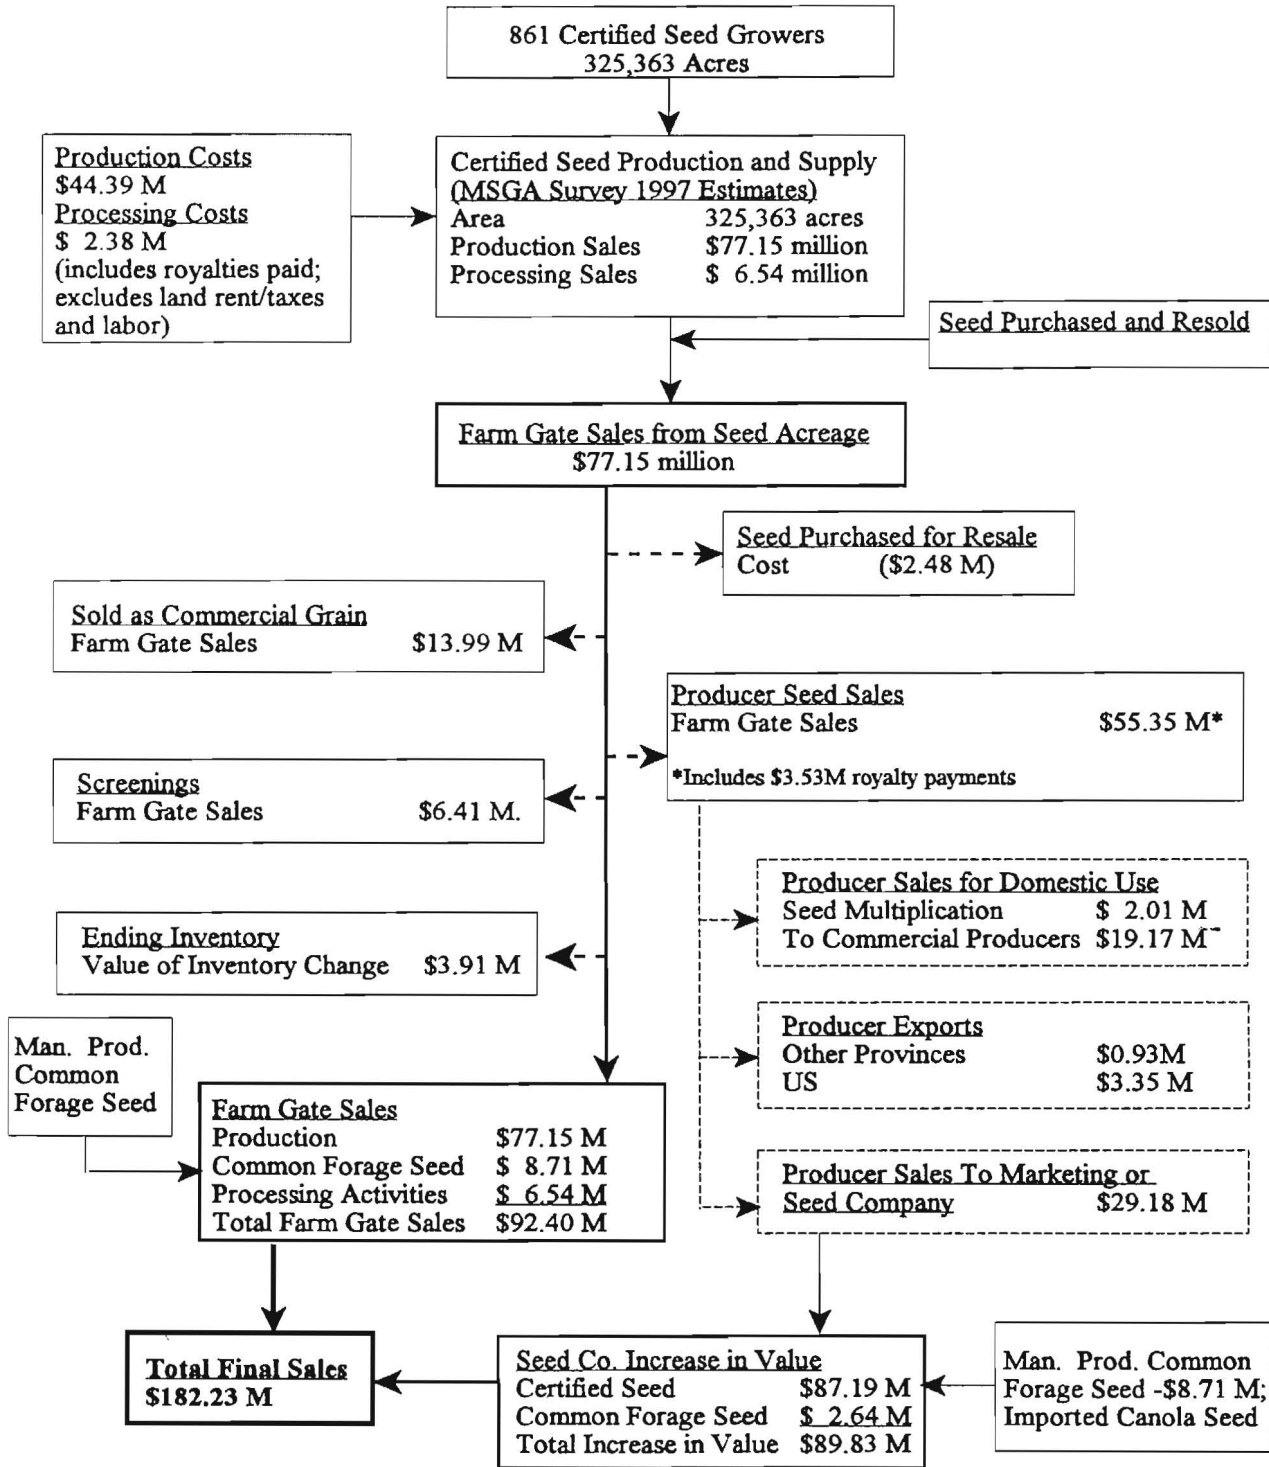 861 Certified Seed Growers
325,363 Acres
Production Costs
$44.39 M
Processing Costs
$ 2.38 M
(includes royalties paid;
excludes land rent/taxes
and labor)
Certified Seed Production and Supply
(MSGA Survey 1997 Estimates)
Area 325,363 acres
Production Sales $77.15 million
Processing Sales $ 6.54 million
Seed Purchased and Resold
Farm Gate Sales from Seed Acreage
$77.15 million
Seed Purchased for Resale
Cost ($2.48 M)
Sold as Commercial Grain
Farm Gate Sales $13.99 M
Producer Seed Sales
Farm Gate Sales $55.35 M*
*Includes $3.53M royalty payments
Screenings
Farm Gate Sales $6.41 M.
Producer Sales for Domestic Use
Seed Multiplication $ 2.01 M
To Commercial Producers $19.17 M
Ending Inventory
Value of Inventory Change $3.91 M
Producer Exports
Other Provinces $0.93M
US $3.35 M
Man. Prod.
Common
Forage Seed
Farm Gate Sales
Production $77.15 M
Common Forage Seed $ 8.71 M
Processing Activities $ 6.54 M
Total Farm Gate Sales $92.40 M
Producer Sales To Marketing or
Seed Company $29.18 M
Total Final Sales
$182.23 M
Seed Co. Increase in Value
Certified Seed $87.19 M
Common Forage Seed $ 2.64 M
Total Increase in Value $89.83 M
Man. Prod. Common
Forage Seed -$8.71 M;
Imported Canola Seed